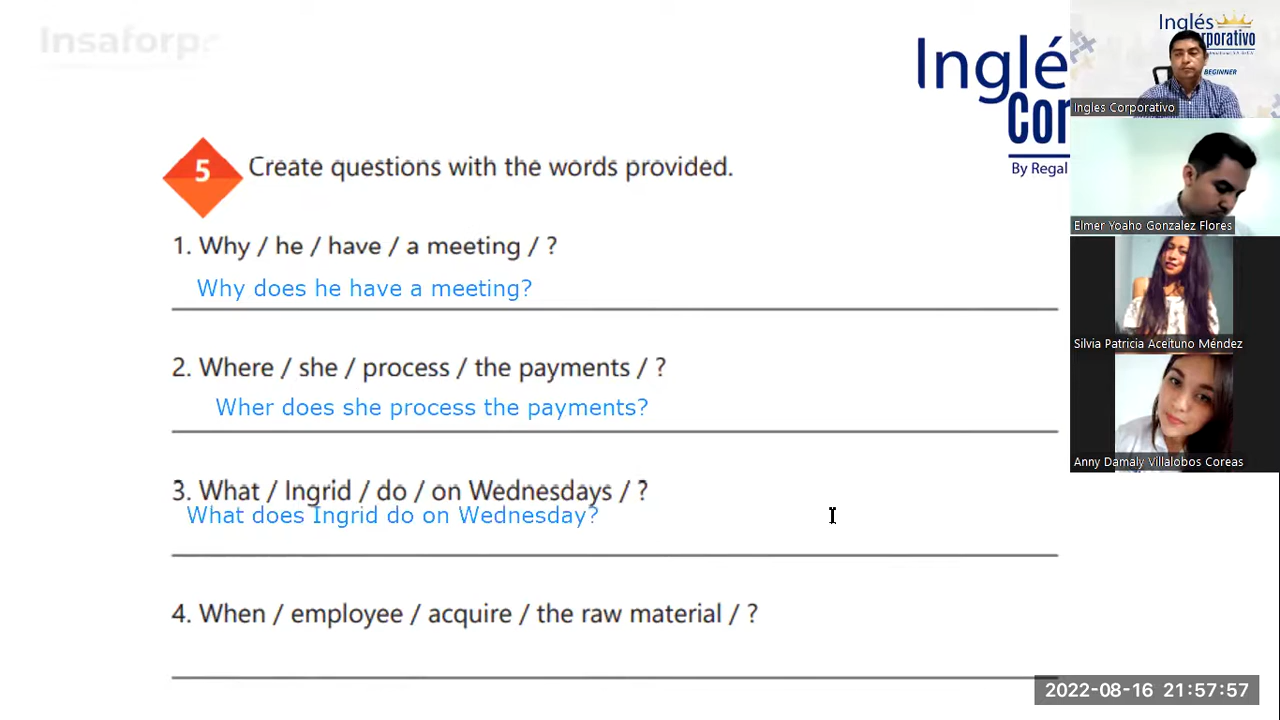 Insaforp
Inglés
Corporativo
BEGINNER
Ingles Corporativo
Inglé
Cor
By Regal
5
Create questions with the words provided.
1. Why / he / have / a meeting / ?
Why does he have a meeting?
Elmer Yoaho Gonzalez Flores
2. Where / she / process / the payments / ?
Wher does she process the payments?
Silvia Patricia Aceituno Méndez
3. What / Ingrid / do / on Wednesdays / ?
What does Ingrid do on Wednesday?
Anny Damaly Villalobos Coreas
4. When / employee / acquire / the raw material / ?
2022-08-16 21:57:57